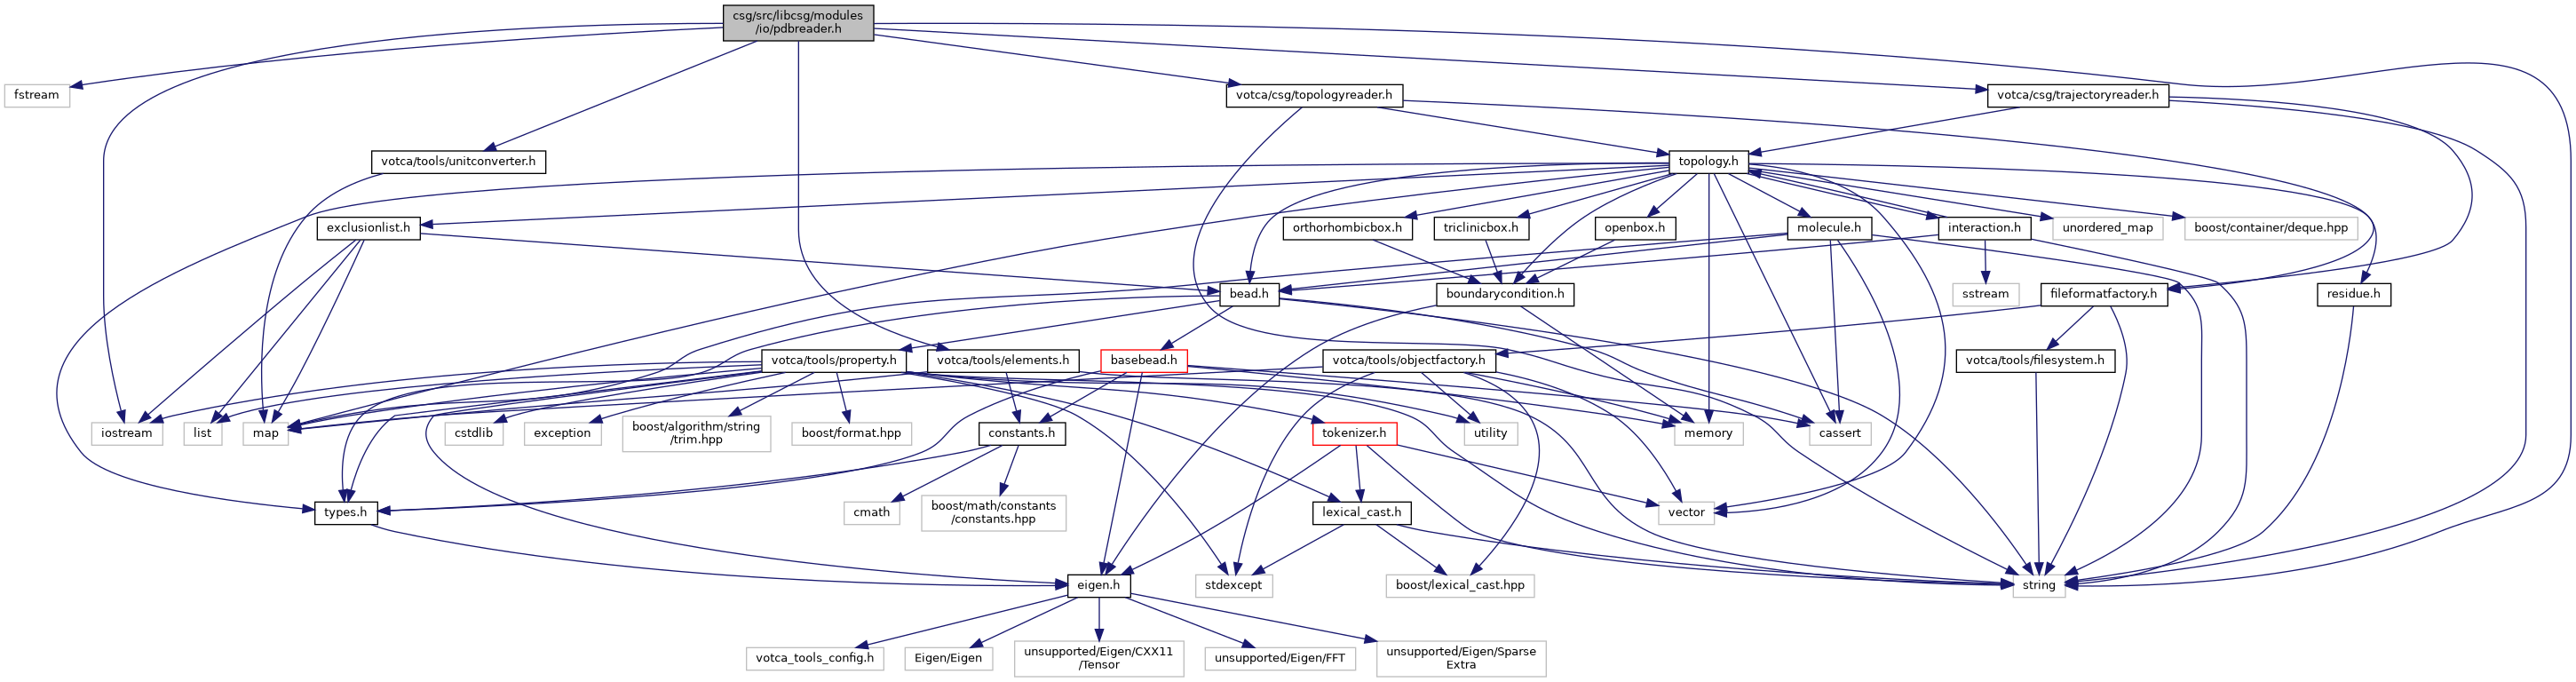 csg/src/libcsg/modules
/io/pdbreader.h
fstream
votca/csg/topologyreader.h
votca/csg/trajectoryreader.h
votca/tools/unitconverter.h
topology.h
exclusionlist.h
orthorhombicbox.h
triclinicbox.h
openbox.h
molecule.h
interaction.h
unordered_map
boost/container/deque.hpp
bead.h
boundarycondition.h
sstream
fileformatfactory.h
residue.h
votca/tools/property.h
votca/tools/elements.h
basebead.h
votca/tools/objectfactory.h
votca/tools/filesystem.h
iostream
list
map
cstdlib
exception
boost/algorithm/string
/trim.hpp
boost/format.hpp
constants.h
tokenizer.h
utility
memory
cassert
types.h
cmath
boost/math/constants
/constants.hpp
lexical_cast.h
vector
eigen.h
stdexcept
boost/lexical_cast.hpp
string
votca_tools_config.h
Eigen/Eigen
unsupported/Eigen/CXX11
/Tensor
unsupported/Eigen/FFT
unsupported/Eigen/Sparse
Extra